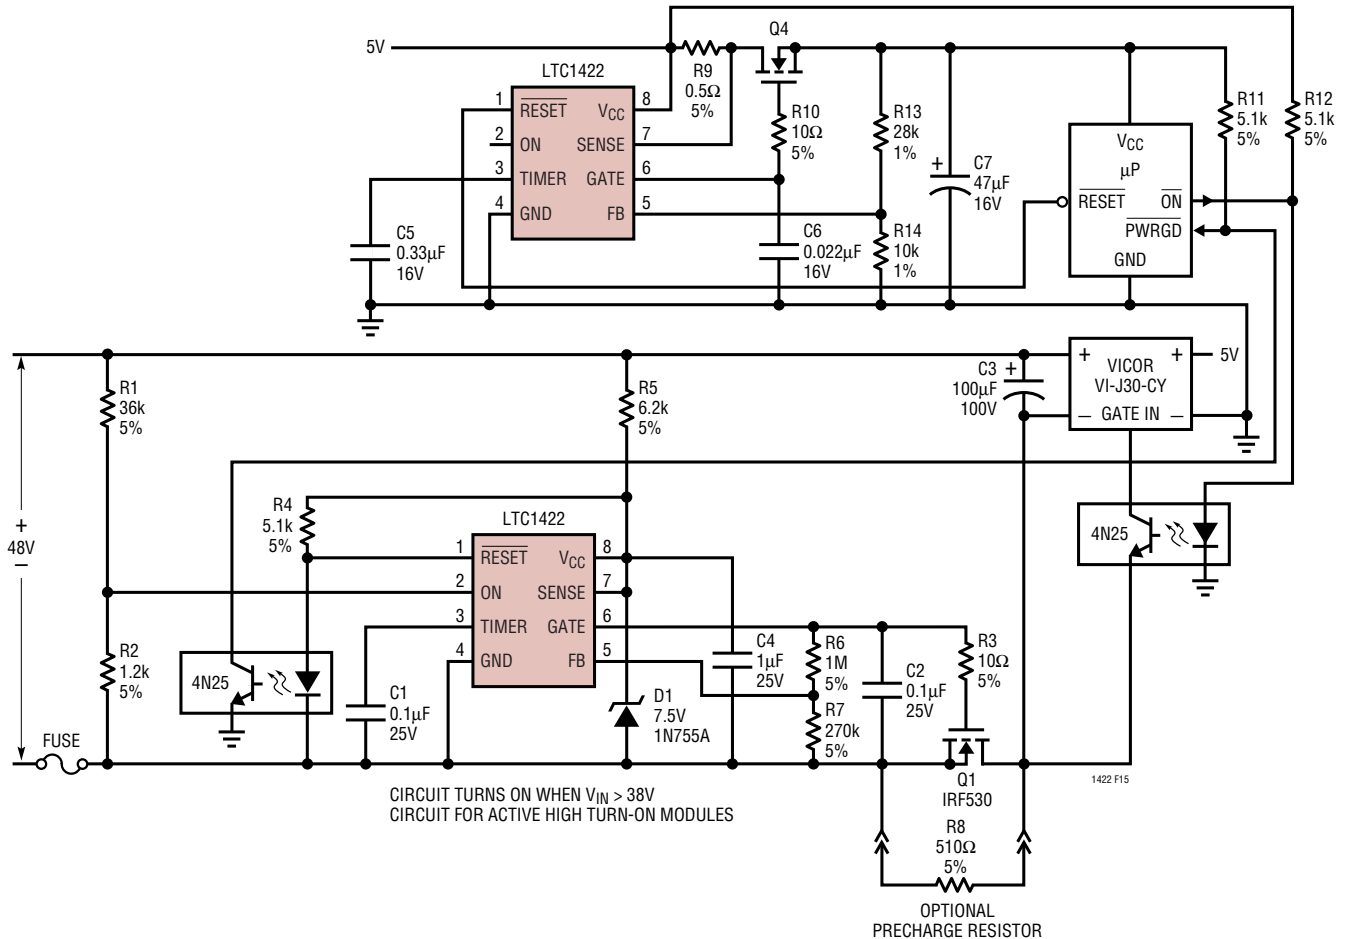 5V
Q4
LTC1422
R9
0.5Ω
5%
1
RESET
VCC
8
2
ON
SENSE
7
3
TIMER
GATE
6
4
GND
FB
5
R10
10Ω
5%
R13
28k
1%
+
C7
47µF
16V
R11
5.1k
5%
R12
5.1k
5%
VCC
µP
RESET
ON
PWRGD
GND
C5
0.33µF
16V
C6
0.022µF
16V
R14
10k
1%
R1
36k
5%
R5
6.2k
5%
C3
+
100µF
100V
+
+
VICOR
VI-J30-CY
– GATE IN –
5V
+
48V
–
R4
5.1k
5%
LTC1422
1
RESET
VCC
8
2
ON
SENSE
7
3
TIMER
GATE
6
4
GND
FB
5
4N25
R2
1.2k
5%
4N25
C1
0.1µF
25V
D1
7.5V
1N755A
C4
1µF
25V
R6
1M
5%
R7
270k
5%
C2
0.1µF
25V
R3
10Ω
5%
FUSE
Q1
IRF530
1422 F15
CIRCUIT TURNS ON WHEN VIN > 38V
CIRCUIT FOR ACTIVE HIGH TURN-ON MODULES
R8
510Ω
5%
OPTIONAL
PRECHARGE RESISTOR